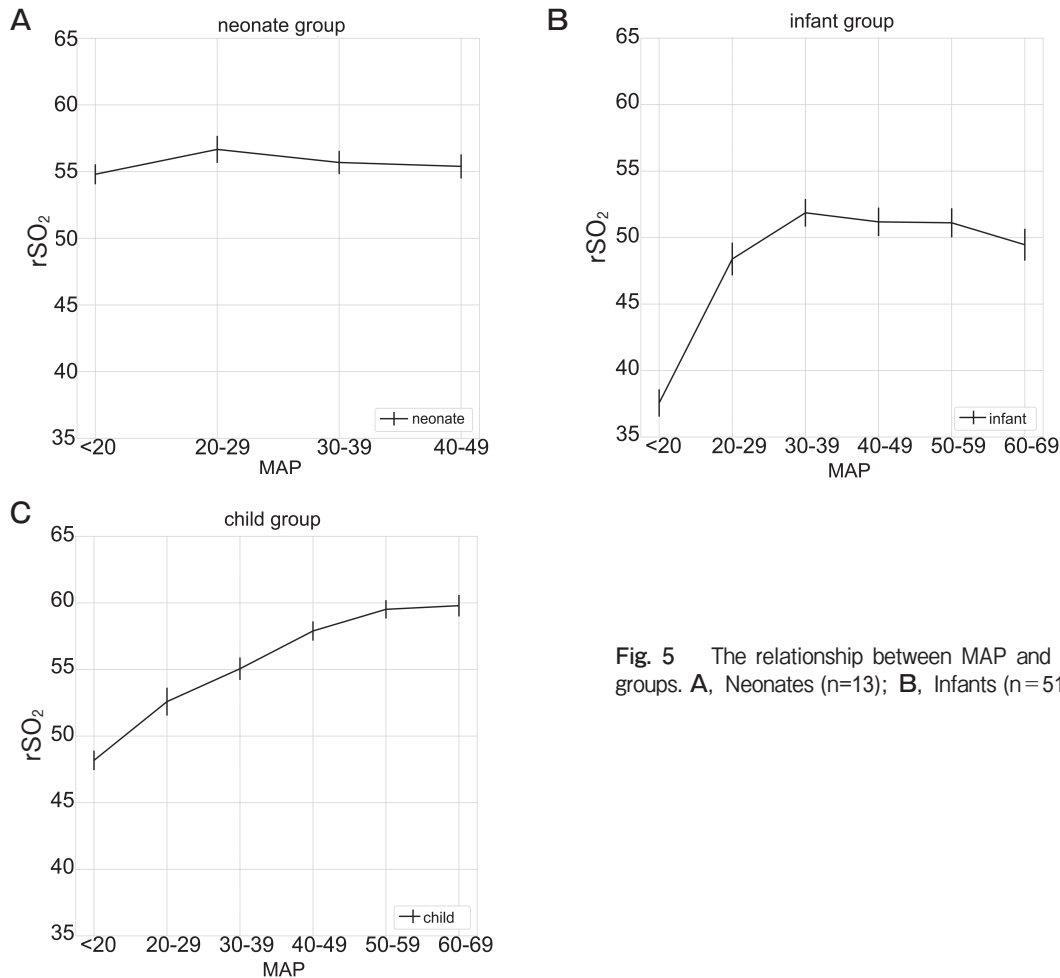 A
neonate group
65
60
55
50
45
40
35
rSO2
<20 20-29 30-39 40-49
MAP
neonate
B
infant group
65
60
55
50
45
40
35
rSO2
<20 20-29 30-39 40-49 50-59 60-69
MAP
infant
C
child group
65
60
55
50
45
40
35
rSO2
<20 20-29 30-39 40-49 50-59 60-69
MAP
child
Fig. 5 The relationship between MAP and
groups. A, Neonates (n=13); B, Infants (n=51